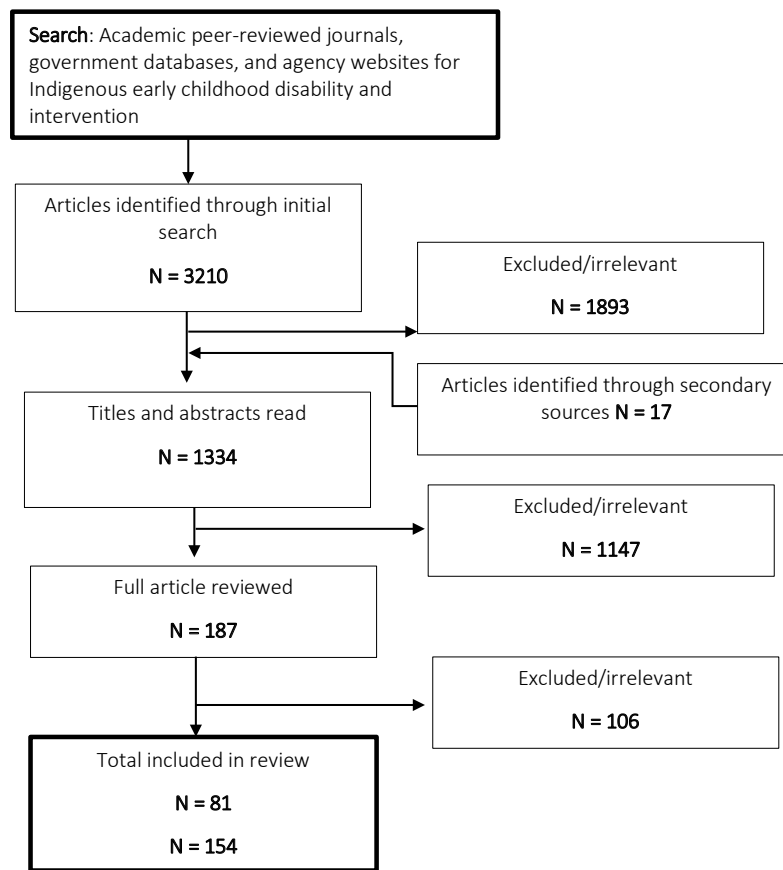 Search: Academic peer-reviewed journals,
government databases, and agency websites for
Indigenous early childhood disability and
intervention
Articles identified through initial
search
N = 3210
Excluded/irrelevant
N = 1893
Articles identified through secondary
sources N = 17
Titles and abstracts read
N = 1334
Excluded/irrelevant
N = 1147
Full article reviewed
N = 187
Excluded/irrelevant
N = 106
Total included in review
N = 81
N = 154